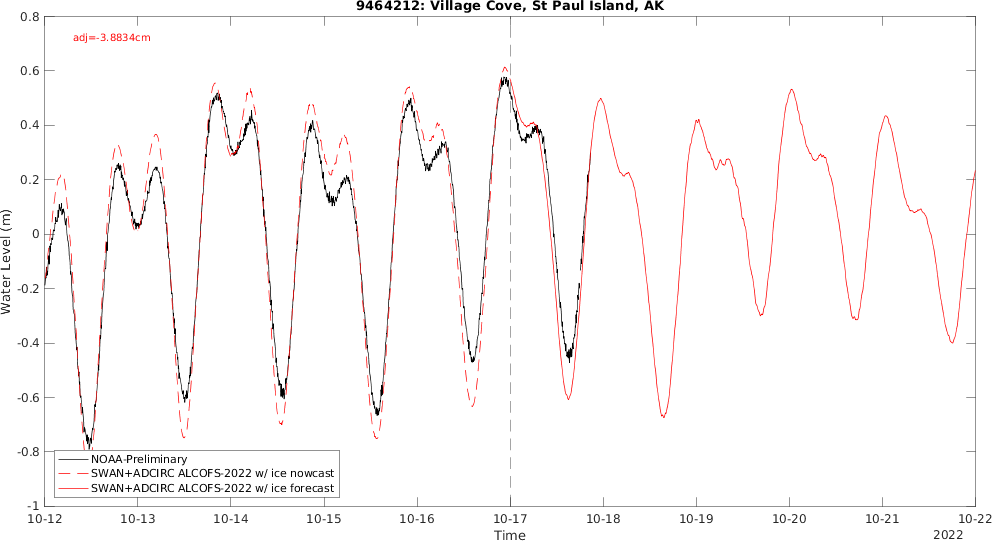 9464212: Village Cove, St Paul Island, AK
adj=-3.8834cm
Water Level (m)
0.8
0.6
0.4
0.2
0
-0.2
-0.4
-0.6
-0.8
-1
NOAA-Preliminary
SWAN+ADCIRC ALCOFS-2022 w/ ice nowcast
SWAN+ADCIRC ALCOFS-2022 w/ ice forecast
10-12 10-13 10-14 10-15 10-16 10-17 10-18 10-19 10-20 10-21 10-22
Time
2022